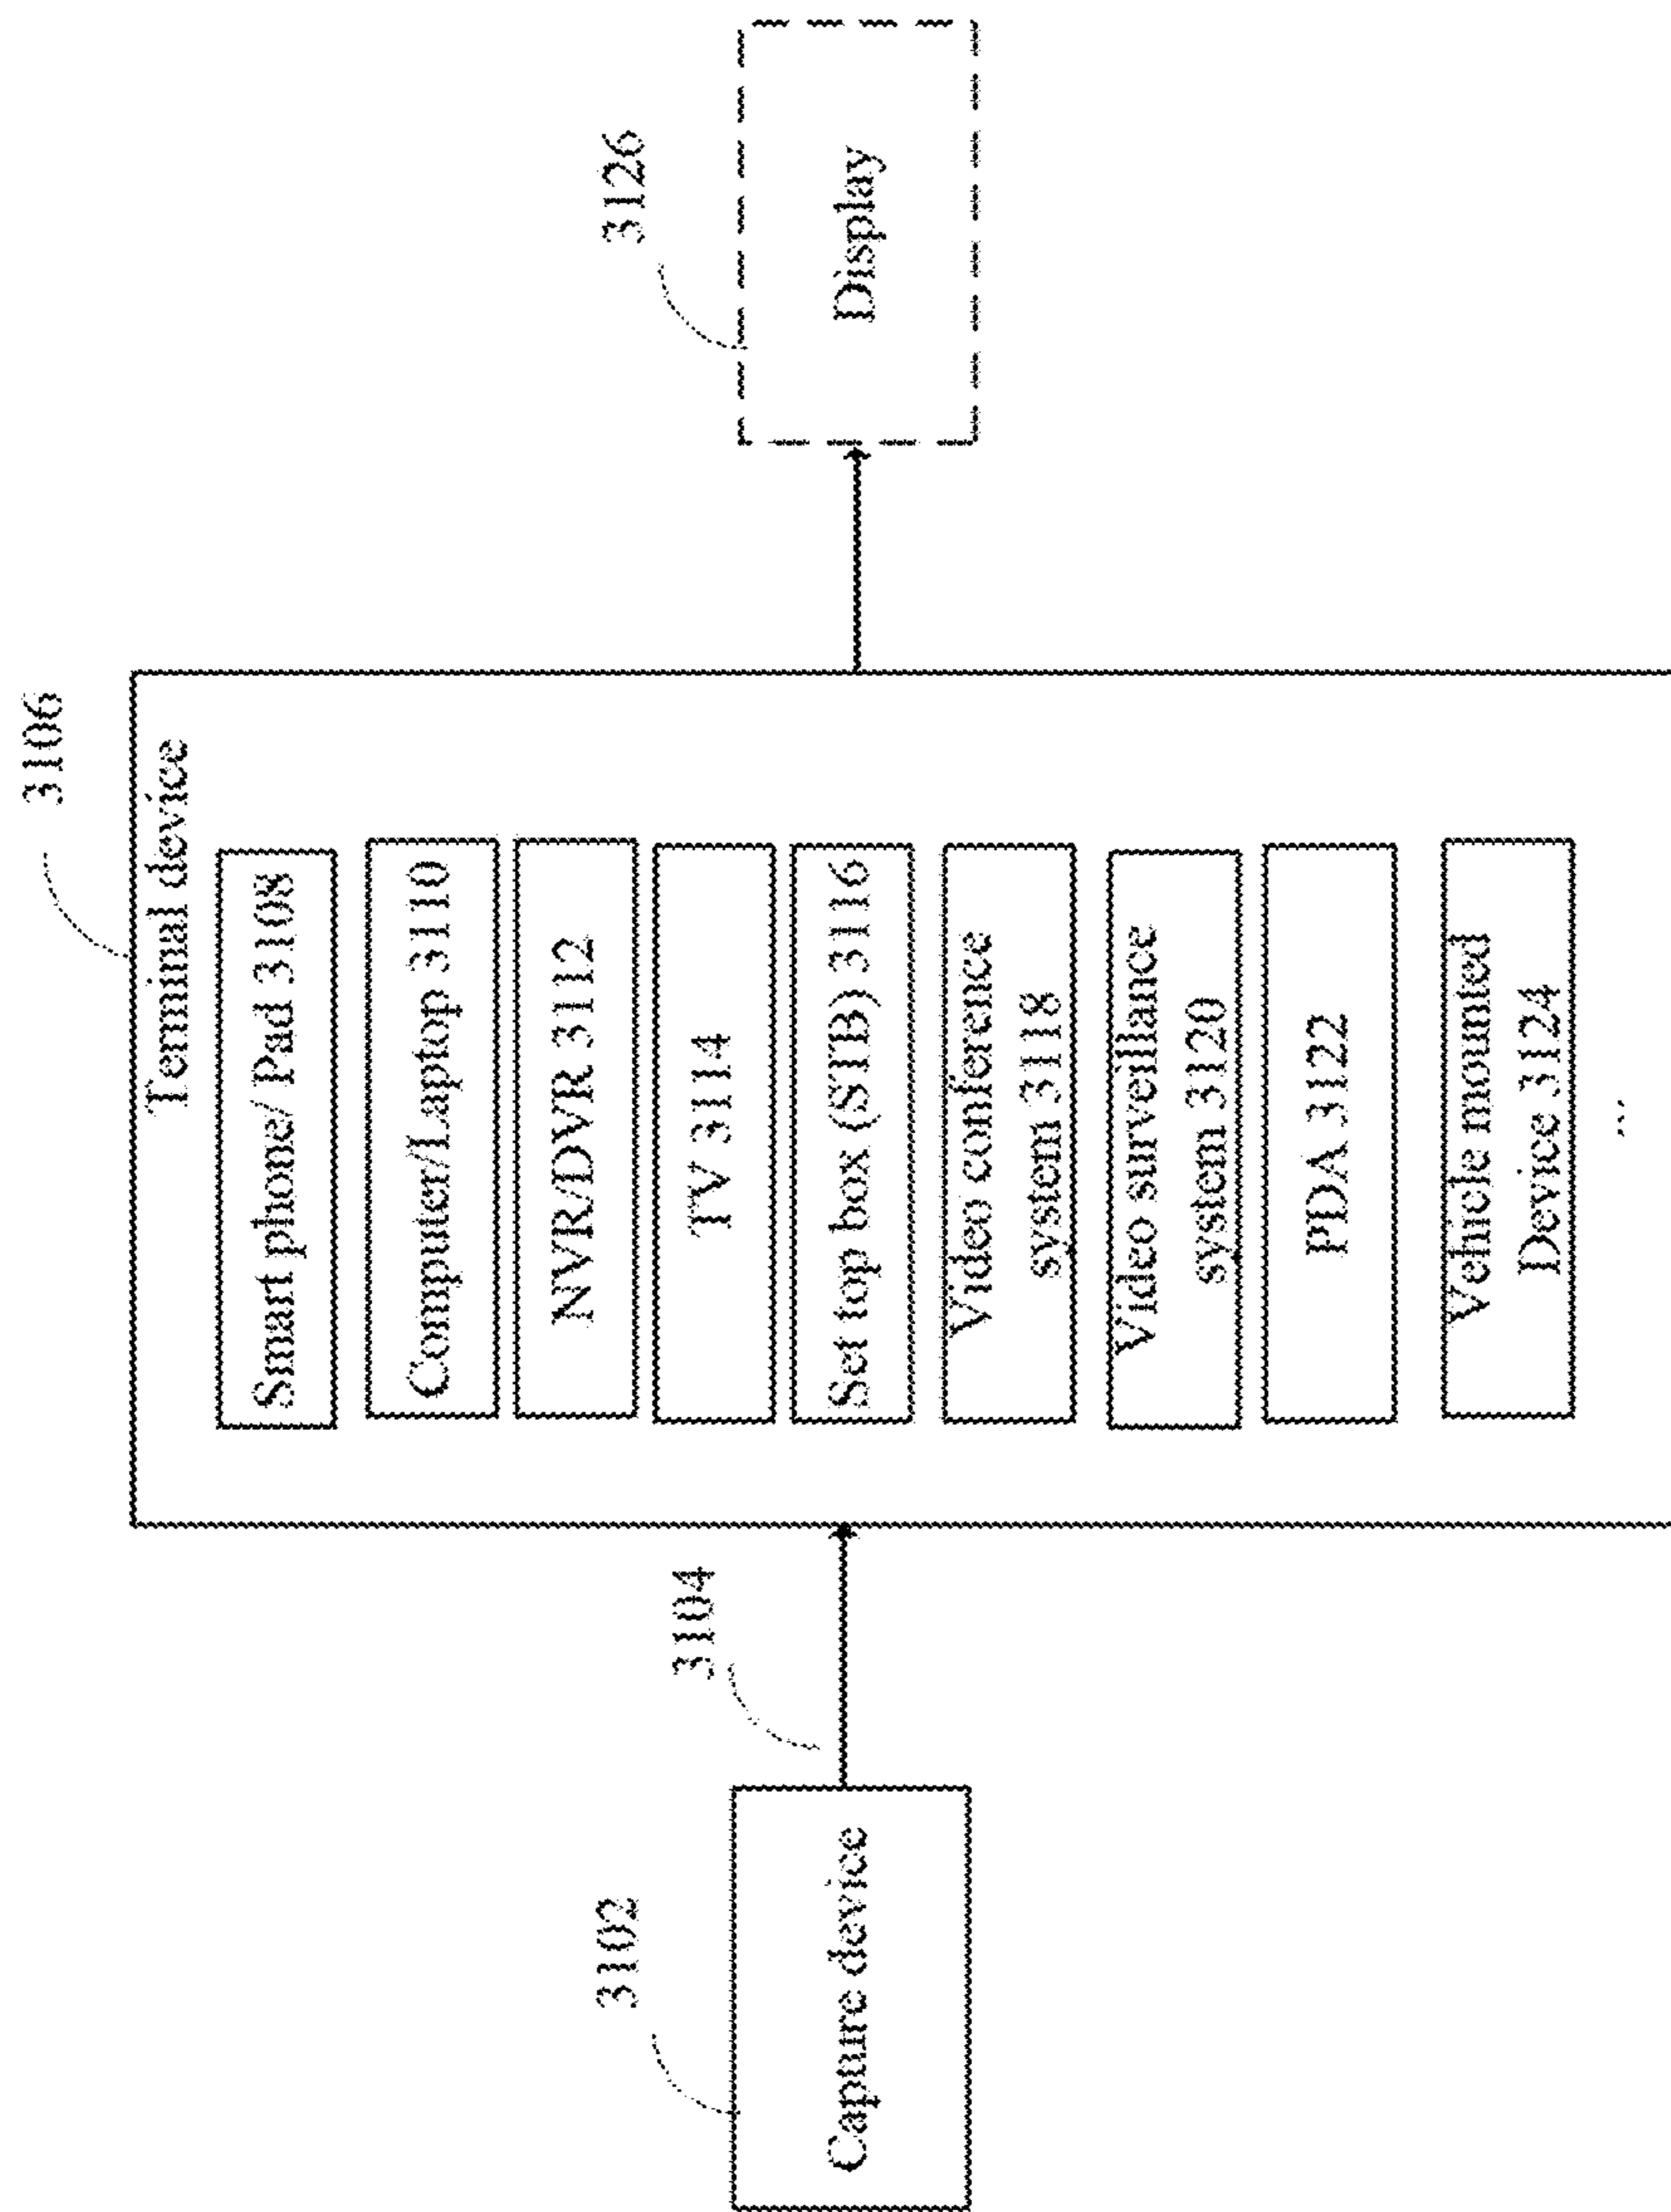 3106
Terminal device
Smart phone/ Pad 3108
Computer/Laptop 3110
NVR/DVR 3112
TV 3114
Set top box (STB) 3116
Video conference
system 3118
Video surveillance
system 3120
PDA 3122
Vehicle mounted
Device 3124
..
3102
Capture device
3104
3126
Display